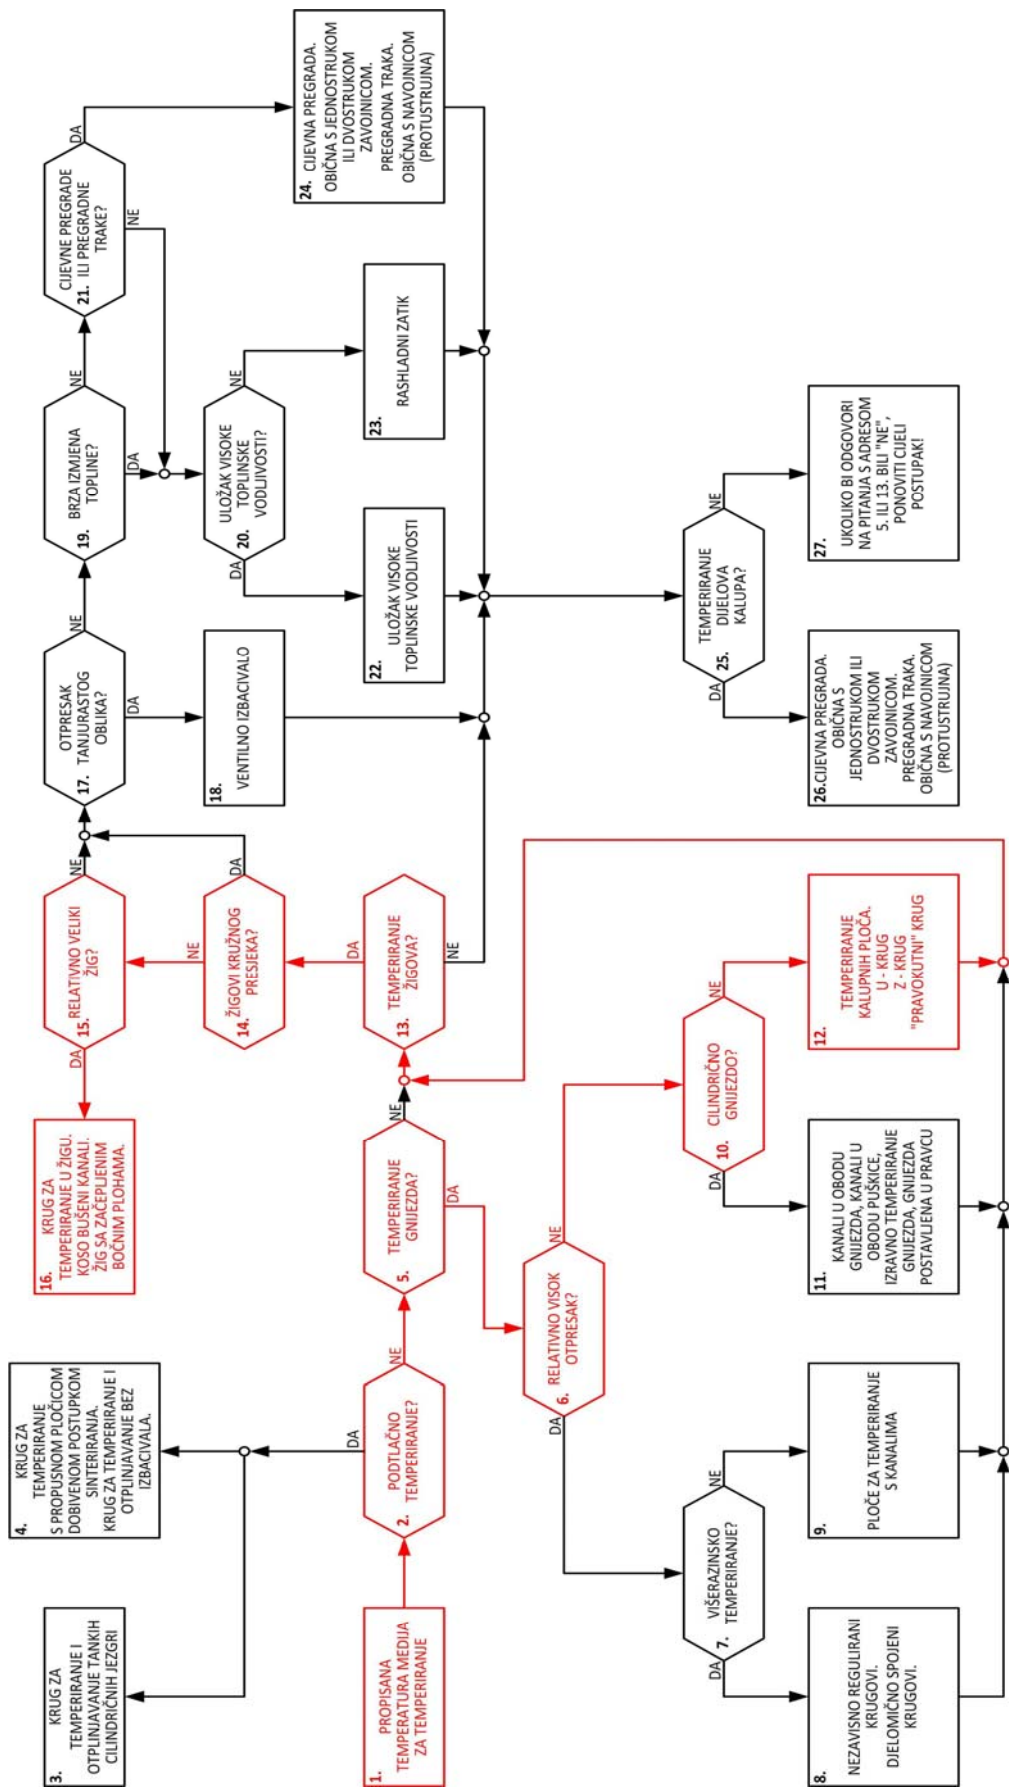 1. PROPISANA
TEMPERATURA MEDIJA
ZA TEMPERIRANJE
2. PODTLAČNO
TEMPERIRANJE?
DA
NE
3. KRUG ZA
TEMPERIRANJE I
OTPLINJAVANJE TANKIH
CILINDRIČNIH JEZGRI
4. KRUG ZA
TEMPERIRANJE
S PROPUSNOM PLOČICOM
DOBIVENOM POSTUPKOM
SINTERIRANJA.
KRUG ZA TEMPERIRANJE I
OTPLINJAVANJE BEZ
IZBACIVALA.
5. TEMPERIRANJE
GNIJEZDA?
DA
NE
6. RELATIVNO VISOK
OTPRESAK?
DA
NE
7. VIŠERAZINSKO
TEMPERIRANJE?
DA
NE
8. NEZAVISNO REGULIRANI
KRUGOVI.
DJELOMIČNO SPOJENI
KRUGOVI.
9. PLOČE ZA TEMPERIRANJE
S KANALIMA
10. CILINDRIČNO
GNIJEZDO?
DA
NE
11. KANALI U OBODU
GNIJEZDA, KANALI U
OBODU PUŠKICE,
IZRAVNO TEMPERIRANJE
GNIJEZDA, GNIJEZDA
POSTAVLJENA U PRAVCU
12. TEMPERIRANJE
KALUPNIH PLOČA.
U - KRUG
Z - KRUG
"PRAVOKUTNI" KRUG
13. TEMPERIRANJE
ŽIGOVA?
DA
NE
14. ŽIGOVI KRUŽNOG
PRESJEKA?
NE
DA
15. RELATIVNO VELIKI
ŽIG?
DA
NE
16. KRUG ZA
TEMPERIRANJE U ŽIGU.
KOSO BUŠENI KANALI.
ŽIG SA ZAČEPLJENIM
BOČNIM PLOHAMA.
17. OTPRESAK
TANJURASTOG
OBLIKA?
DA
NE
18. VENTILNO IZBACIVALO
19. BRZA IZMJENA
TOPLINE?
DA
NE
20. ULOŽAK VISOKE
TOPLINSKE
VODLJIVOSTI?
DA
NE
21. CIJEVNE PREGRADE
ILI PREGRADNE
TRAKE?
NE
DA
22. ULOŽAK VISOKE
TOPLINSKE VODLJIVOSTI
23. RASHLADNI ZATIK
24. CIJEVNA PREGRADA.
OBIČNA S JEDNOSTRUKOM
ILI DVOSTRUKOM
ZAVOJNICOM.
PREGRADNA TRAKA.
OBIČNA S NAVOJNICOM
(PROTUSTRUJNA)
25. TEMPERIRANJE
DIJELOVA
KALUPA?
DA
NE
26.CIJEVNA PREGRADA.
OBIČNA S
JEDNOSTRUKOM ILI
DVOSTRUKOM
ZAVOJNICOM.
PREGRADNA TRAKA.
OBIČNA S NAVOJNICOM
(PROTUSTRUJNA)
27. UKOLIKO BI ODGOVORI
NA PITANJA S ADRESOM
5. ILI 13. BILI "NE",
PONOVITI CIJELI
POSTUPAK!